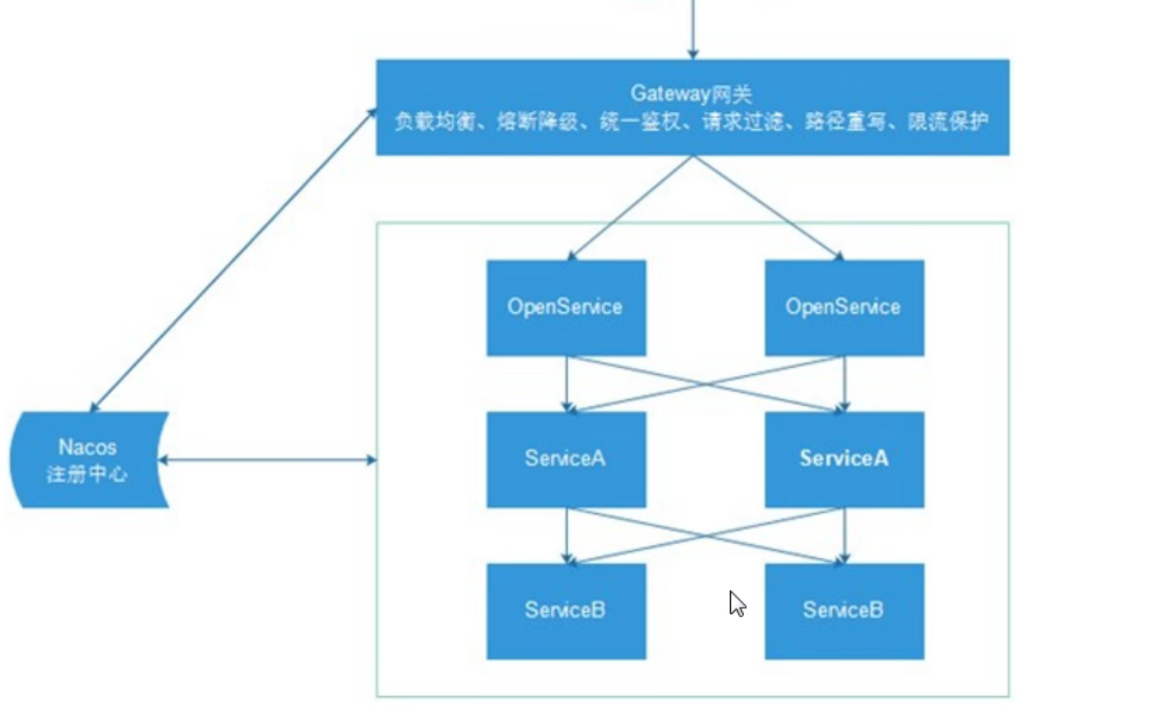 Gateway网关
负载均衡、熔断降级、统一鉴权、请求过滤、路径重写、限流保护
OpenService
OpenService
Nacos
注册中心
ServiceA
ServiceA
ServiceB
ServiceB